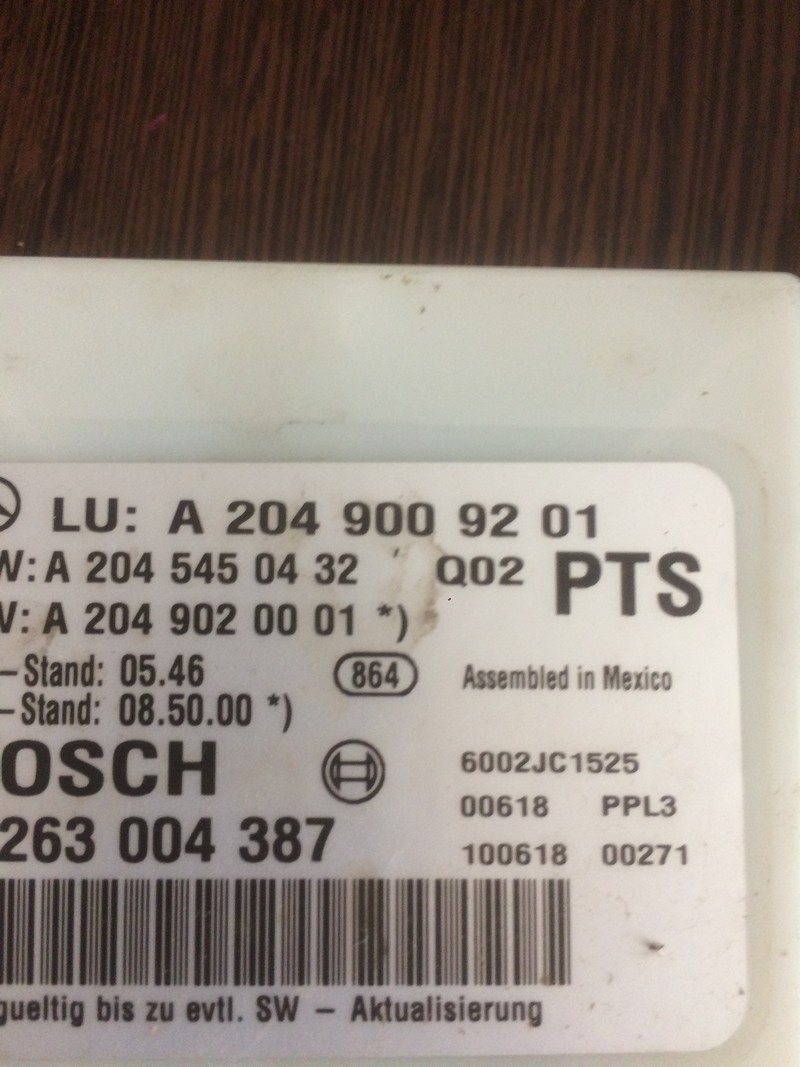 LU: A 204 900 92 01
W: A 204 545 04 32 Q02 PTS
V: A 204 902 00 01 *)
–Stand: 05.46 864 Assembled in Mexico
–Stand: 08.50.00 *)
OSCH 6002JC1525
263 004 387 00618 PPL3
100618 00271
gueltig bis zu evtl. SW – Aktualisierung